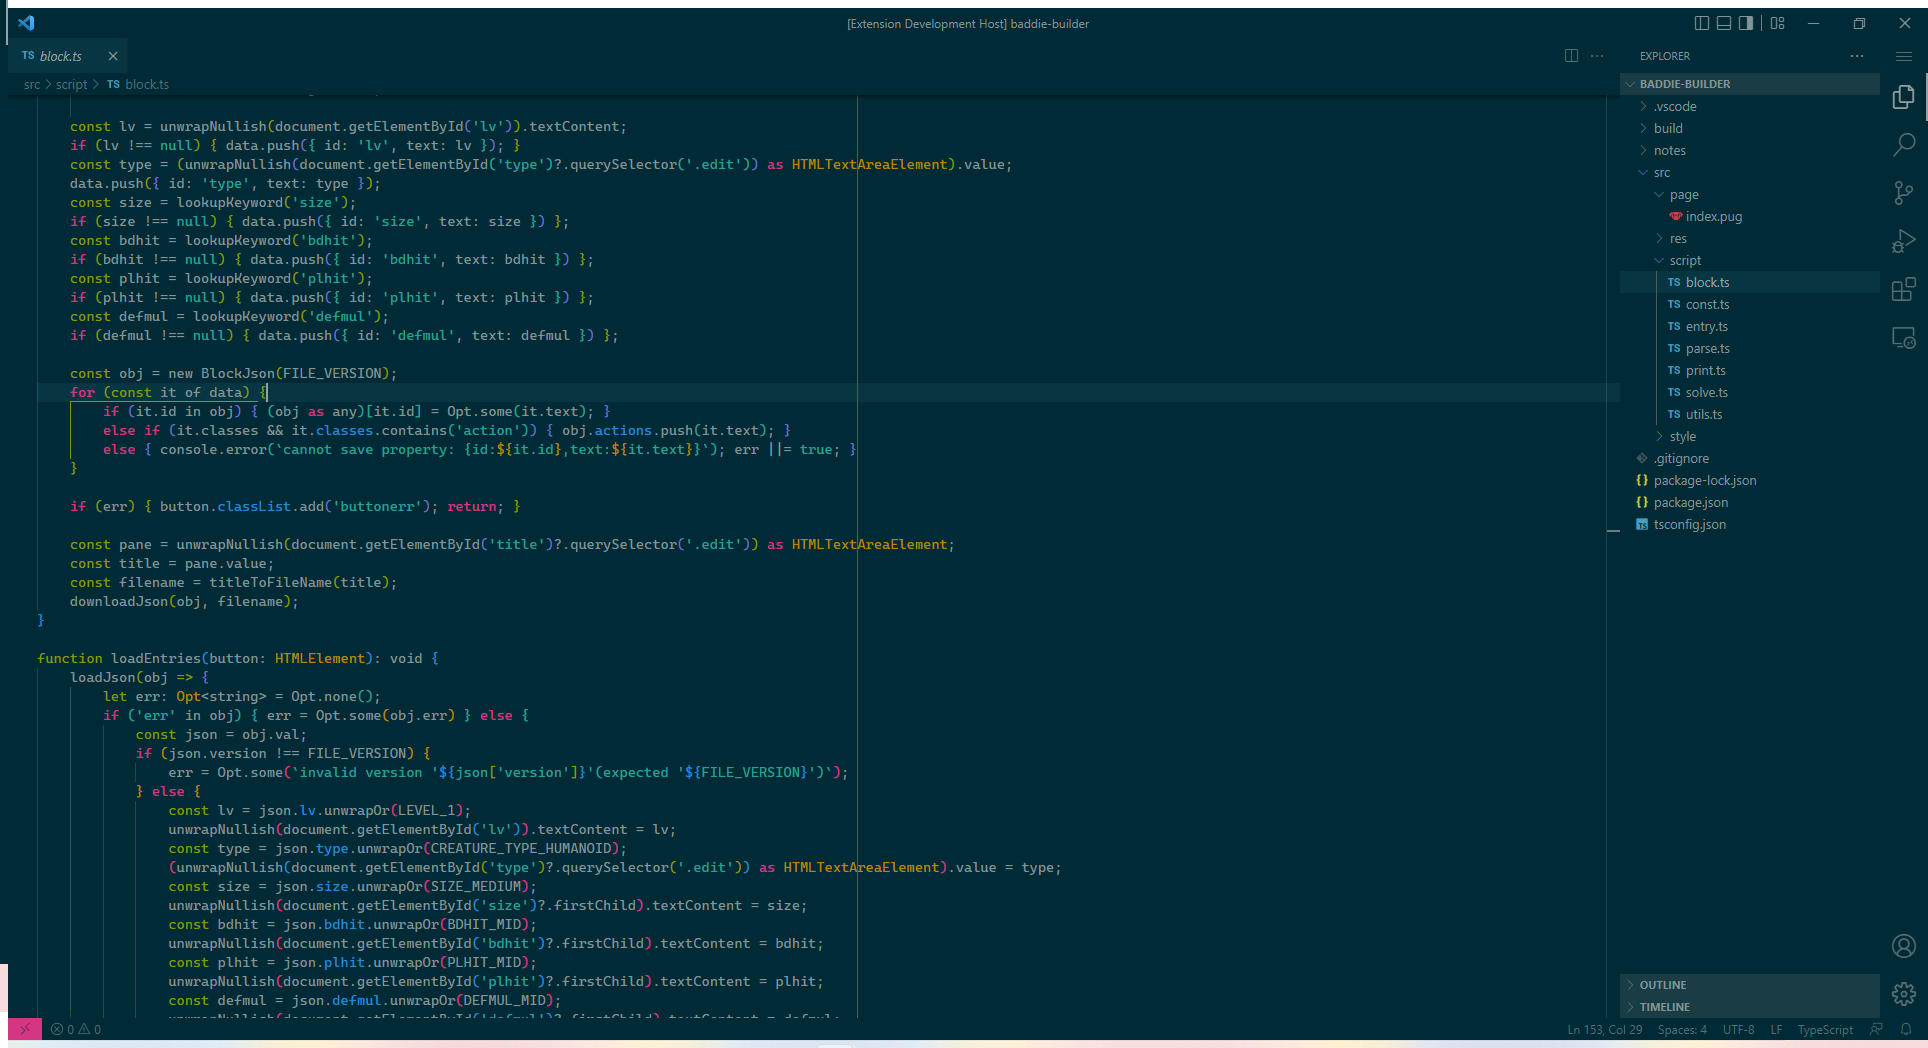 [Extension Development Host] baddie-builder
TS block.ts
src > script > TS block.ts
const lv = unwrapNullish(document.getElementById('lv')).textContent;
if (lv !== null) { data.push({ id: 'lv', text: lv }); }
const type = (unwrapNullish(document.getElementById('type')?.querySelector('.edit')) as HTMLTextAreaElement).value;
data.push({ id: 'type', text: type });
const size = lookupKeyword('size');
if (size !== null) { data.push({ id: 'size', text: size }) };
const bdhit = lookupKeyword('bdhit');
if (bdhit !== null) { data.push({ id: 'bdhit', text: bdhit }) };
const plhit = lookupKeyword('plhit');
if (plhit !== null) { data.push({ id: 'plhit', text: plhit }) };
const defmul = lookupKeyword('defmul');
if (defmul !== null) { data.push({ id: 'defmul', text: defmul }) };
const obj = new BlockJson(FILE_VERSION);
for (const it of data) {
if (it.id in obj) { (obj as any)[it.id] = Opt.some(it.text); }
else if (it.classes && it.classes.contains('action')) { obj.actions.push(it.text); }
else { console.error(`cannot save property: {id:${it.id},text:${it.text}}`); err ||= true; }
}
if (err) { button.classList.add('buttonerr'); return; }
const pane = unwrapNullish(document.getElementById('title')?.querySelector('.edit')) as HTMLTextAreaElement;
const title = pane.value;
const filename = titleToFileName(title);
downloadJson(obj, filename);
}
function loadEntries(button: HTMLElement): void {
loadJson(obj => {
let err: Opt<string> = Opt.none();
if ('err' in obj) { err = Opt.some(obj.err) } else {
const json = obj.val;
if (json.version !== FILE_VERSION) {
err = Opt.some(`invalid version '${json['version']}'(expected '${FILE_VERSION}')`);
} else {
const lv = json.lv.unwrapOr(LEVEL_1);
unwrapNullish(document.getElementById('lv')).textContent = lv;
const type = json.type.unwrapOr(CREATURE_TYPE_HUMANOID);
(unwrapNullish(document.getElementById('type')?.querySelector('.edit')) as HTMLTextAreaElement).value = type;
const size = json.size.unwrapOr(SIZE_MEDIUM);
unwrapNullish(document.getElementById('size')?.firstChild).textContent = size;
const bdhit = json.bdhit.unwrapOr(BDHIT_MID);
unwrapNullish(document.getElementById('bdhit')?.firstChild).textContent = bdhit;
const plhit = json.plhit.unwrapOr(PLHIT_MID);
unwrapNullish(document.getElementById('plhit')?.firstChild).textContent = plhit;
const defmul = json.defmul.unwrapOr(DEFMUL_MID);
unwrapNullish(document.getElementById('defmul')?.firstChild).textContent = defmul;
EXPLORER
BADDIE-BUILDER
.vscode
build
notes
src
page
index.pug
res
script
TS block.ts
TS const.ts
TS entry.ts
TS parse.ts
TS print.ts
TS solve.ts
TS utils.ts
style
.gitignore
{} package-lock.json
{} package.json
TS tsconfig.json
OUTLINE
TIMELINE
0 0
Ln 153, Col 29 Spaces: 4 UTF-8 LF TypeScript